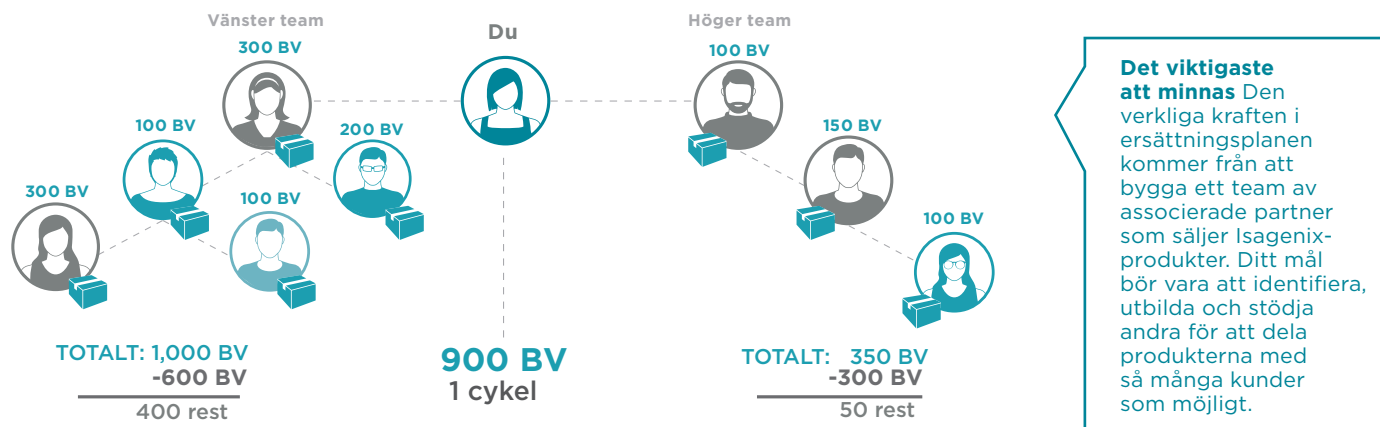 Vänster team
300 BV
100 BV
200 BV
300 BV
100 BV
TOTALT: 1,000 BV
-600 BV
400 rest
Du
900 BV
1 cykel
Höger team
100 BV
150 BV
100 BV
TOTALT: 350 BV
-300 BV
50 rest
Det viktigaste
att minnas Den
verkliga kraften i
ersättningsplanen
kommer från att
bygga ett team av
associerade partner
som säljer Isagenix-
produkter. Ditt mål
bör vara att identifiera,
utbilda och stödja
andra för att dela
produkterna med
så många kunder
som möjligt.